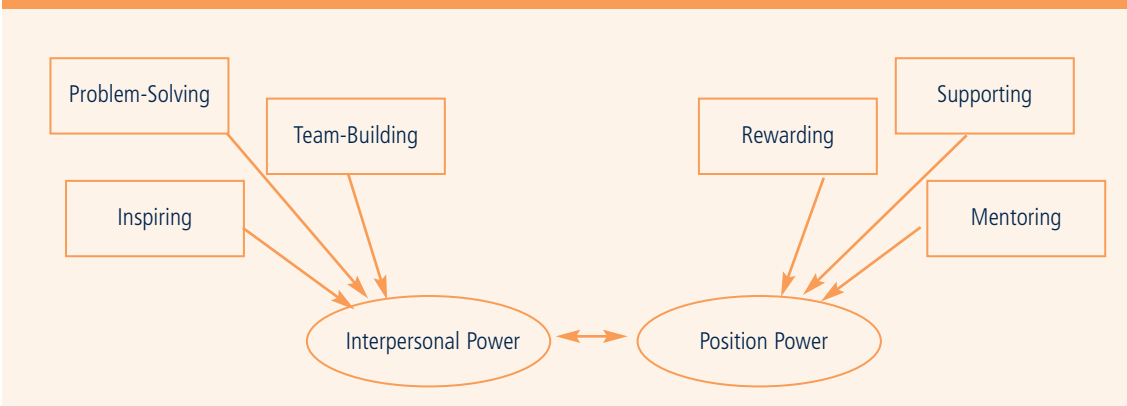 Problem-Solving
Supporting
Team-Building
Rewarding
Inspiring
Mentoring
Interpersonal Power
Position Power